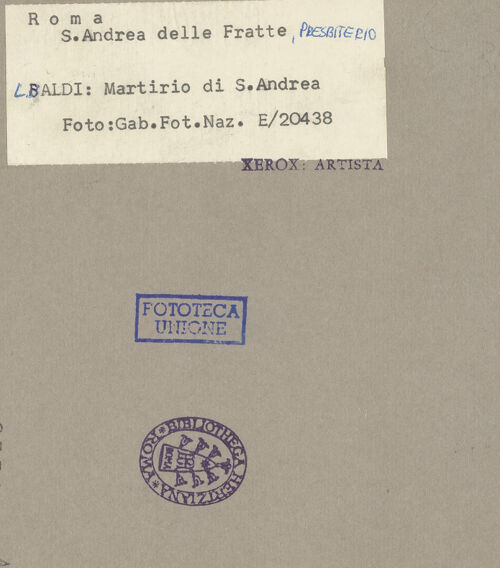 Roma
S.Andrea delle Fratte, PRESBITERIO
L.BALDI: Martirio di S.Andrea
Foto:Gab.Fot.Naz. E/20438
XEROX: ARTISTA
FOTOTECA
UNIONE
BIBLIOTHECA HERTZIANA ROMA